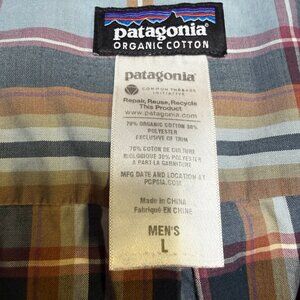 patagonia
ORGANIC COTTON
patagonia
COMMON THREADS
INITIATIVE
Repair, Reuse, Recycle
This Product
www.patagonia.com
70% ORGANIC COTTON 30%
POLYESTER
EXCLUSIVE OF TRIM
70% COTON DE CULTURE
BIOLOGIQUE 30% POLYESTER
A PART LA GARNITURE
MFG DATE AND LOCATION AT
PCPSIA.COM
Made in CHINA
Fabriqué EN CHINE
MEN'S
L